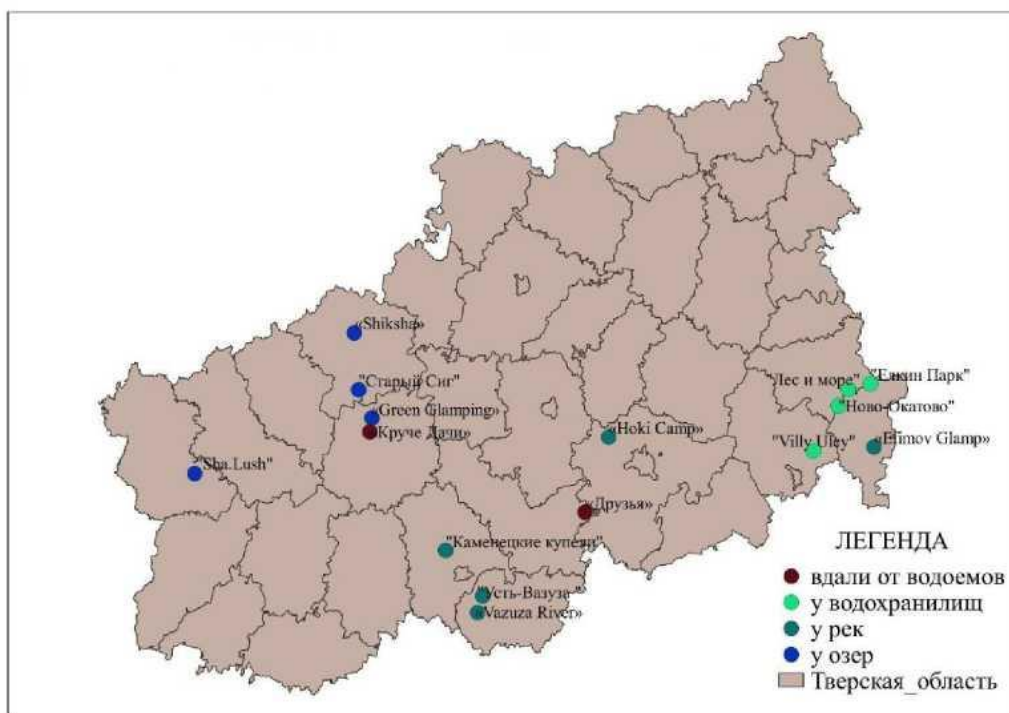 «Shiksha»
"Старый Сиг"
«Green Glamping»
«Круче Дачи»
"Sha.Lush"
«Hoki Camp»
"Лес и море"
"Елкин Парк"
"Ново-Окатово"
"Villy Uley"
«Efimov Glamp»
«Друзья»
"Каменецкие купели"
"Усть-Вазуза "
«Vazuza River»
ЛЕГЕНДА
вдали от водоемов
у водохранилищ
у рек
у озер
Тверская_область